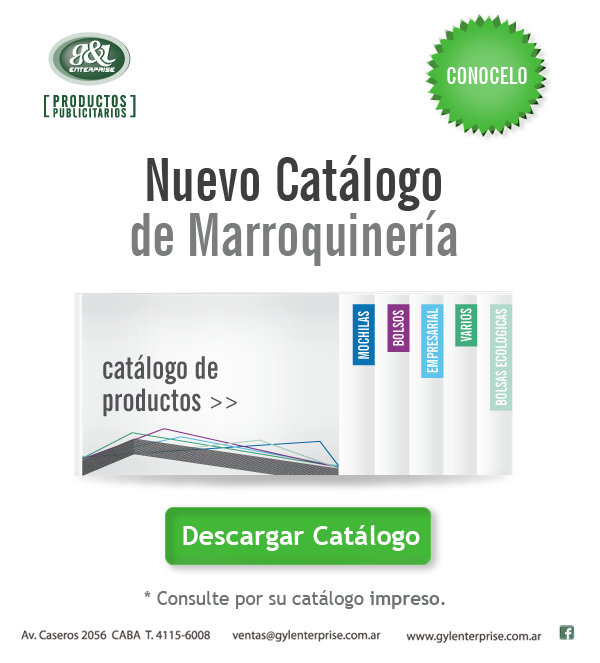 g&l
ENTERPRISE
[PRODUCTOS
PUBLICITARIOS]
CONOCELO
Nuevo Catálogo
de Marroquinería
catálogo de
productos >>
MOCHILAS
BOLSOS
EMPRESARIAL
VARIOS
BOLSAS ECOLOGICAS
Descargar Catálogo
* Consulte por su catálogo impreso.
Av. Caseros 2056 CABA T. 4115-6008 ventas@gylenterprise.com.ar www.gylenterprise.com.ar f